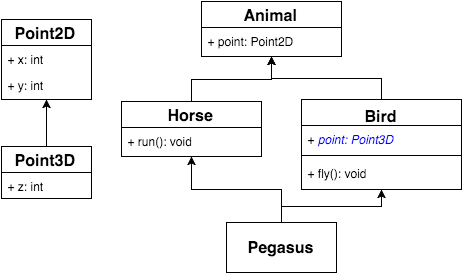 Point2D
+ x: int
+ y: int
Point3D
+ z: int
Animal
+ point: Point2D
Horse
+ run(): void
Bird
+ point: Point3D
+ fly(): void
Pegasus